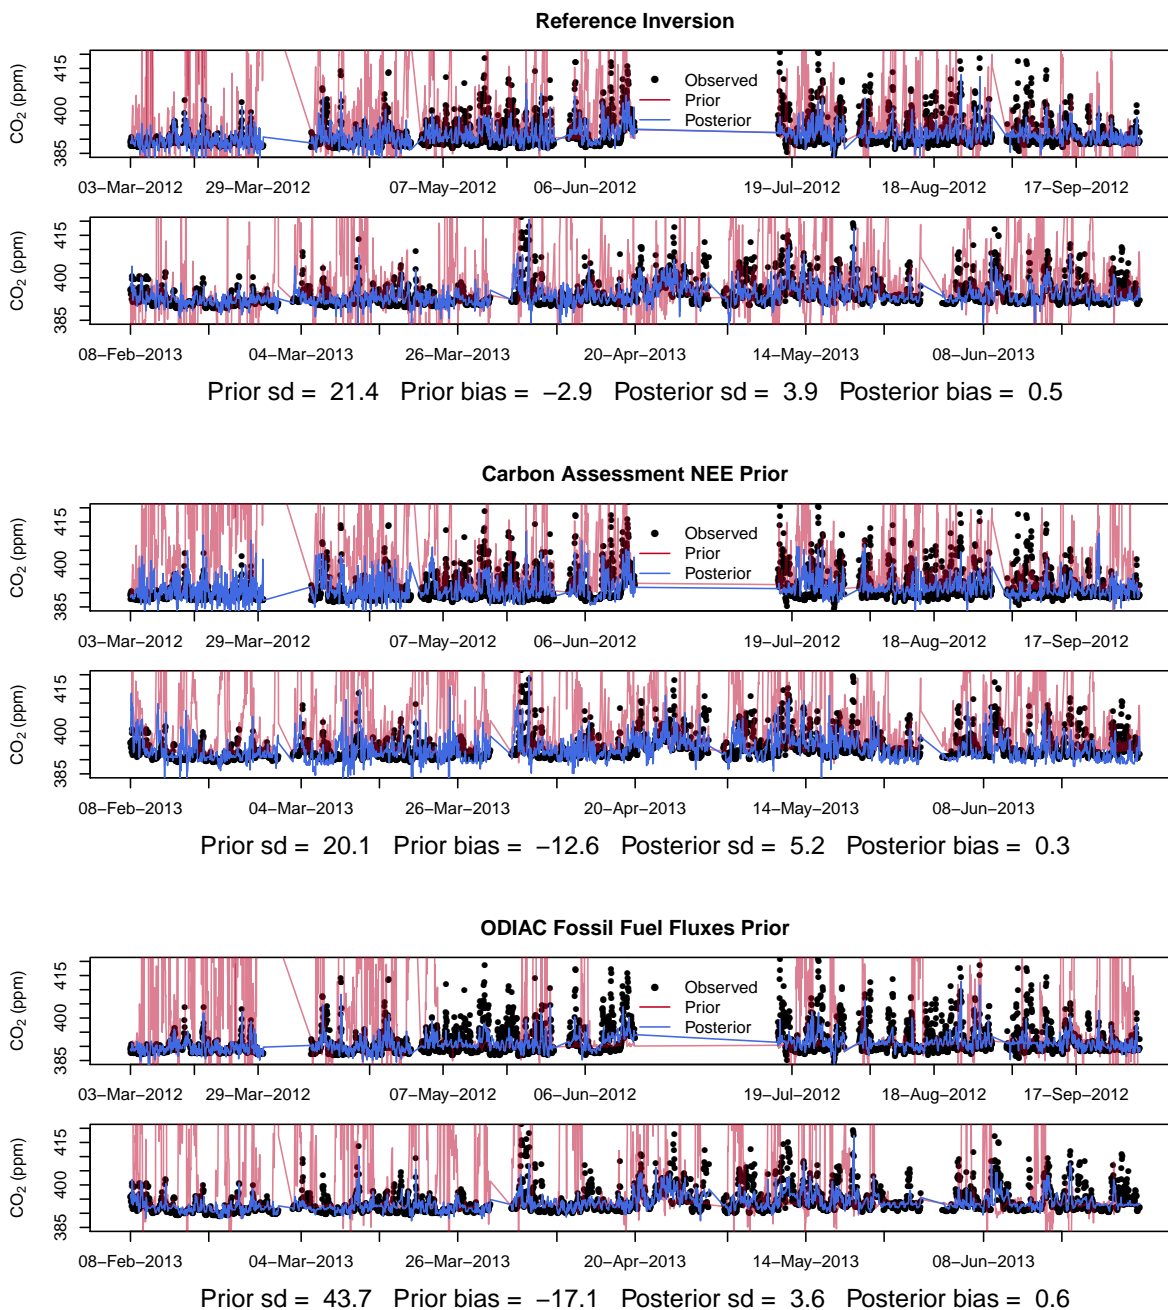 Reference Inversion
CO2 (ppm)
385 400 415
Observed
Prior
Posterior
03−Mar−2012 29−Mar−2012 07−May−2012 06−Jun−2012 19−Jul−2012 18−Aug−2012 17−Sep−2012
CO2 (ppm)
385 400 415
08−Feb−2013 04−Mar−2013 26−Mar−2013 20−Apr−2013 14−May−2013 08−Jun−2013
Prior sd = 21.4 Prior bias = −2.9 Posterior sd = 3.9 Posterior bias = 0.5
Carbon Assessment NEE Prior
CO2 (ppm)
385 400 415
Observed
Prior
Posterior
03−Mar−2012 29−Mar−2012 07−May−2012 06−Jun−2012 19−Jul−2012 18−Aug−2012 17−Sep−2012
CO2 (ppm)
385 400 415
08−Feb−2013 04−Mar−2013 26−Mar−2013 20−Apr−2013 14−May−2013 08−Jun−2013
Prior sd = 20.1 Prior bias = −12.6 Posterior sd = 5.2 Posterior bias = 0.3
ODIAC Fossil Fuel Fluxes Prior
CO2 (ppm)
385 400 415
Observed
Prior
Posterior
03−Mar−2012 29−Mar−2012 07−May−2012 06−Jun−2012 19−Jul−2012 18−Aug−2012 17−Sep−2012
CO2 (ppm)
385 400 415
08−Feb−2013 04−Mar−2013 26−Mar−2013 20−Apr−2013 14−May−2013 08−Jun−2013
Prior sd = 43.7 Prior bias = −17.1 Posterior sd = 3.6 Posterior bias = 0.6